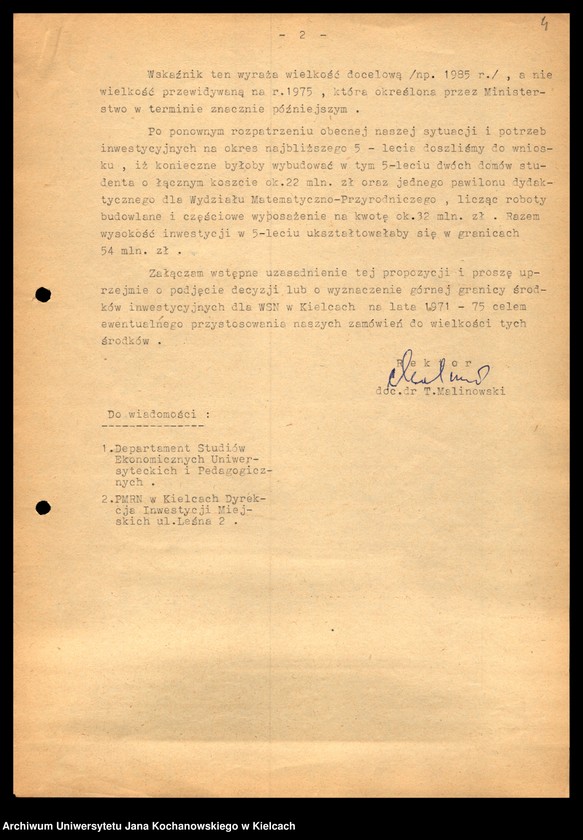 4
- 2 -
Wskaźnik ten wyraża wielkość docelową /np. 1985 r./ , a nie
wielkość przewidywaną na r.1975 , która określona przez Minister-
stwo w terminie znacznie późniejszym .
Po ponownym rozpatrzeniu obecnej naszej sytuacji i potrzeb
inwestycyjnych na okres najbliższego 5 - lecia doszliśmy do wnios-
ku , iż konieczne byłoby wybudować w tym 5-leciu dwóch domów stu-
denta o łącznym koszcie ok.22 mln. zł oraz jednego pawilonu dydak-
tycznego dla Wydziału Matematyczno-Przyrodniczego , licząc roboty
budowlane i częściowe wyposażenie na kwotę ok.32 mln. zł . Razem
wysokość inwestycji w 5-leciu ukształtowałaby się w granicach
54 mln. zł .
Załączam wstępne uzasadnienie tej propozycji i proszę up-
rzejmie o podjęcie decyzji lub o wyznaczenie górnej granicy środ-
ków inwestycyjnych dla WSN w Kielcach na lata 1971 - 75 celem
ewentualnego przystosowania naszych zamówień do wielkości tych
środków .
R e k t o r
doc.dr T.Malinowski
Do wiadomości :
1.Departament Studiów
Ekonomicznych Uniwer-
syteckich i Pedagogicz-
nych .
2.PMRN w Kielcach Dyrek-
cja Inwestycji Miej-
skich ul.Leśna 2 .
Archiwum Uniwersytetu Jana Kochanowskiego w Kielcach